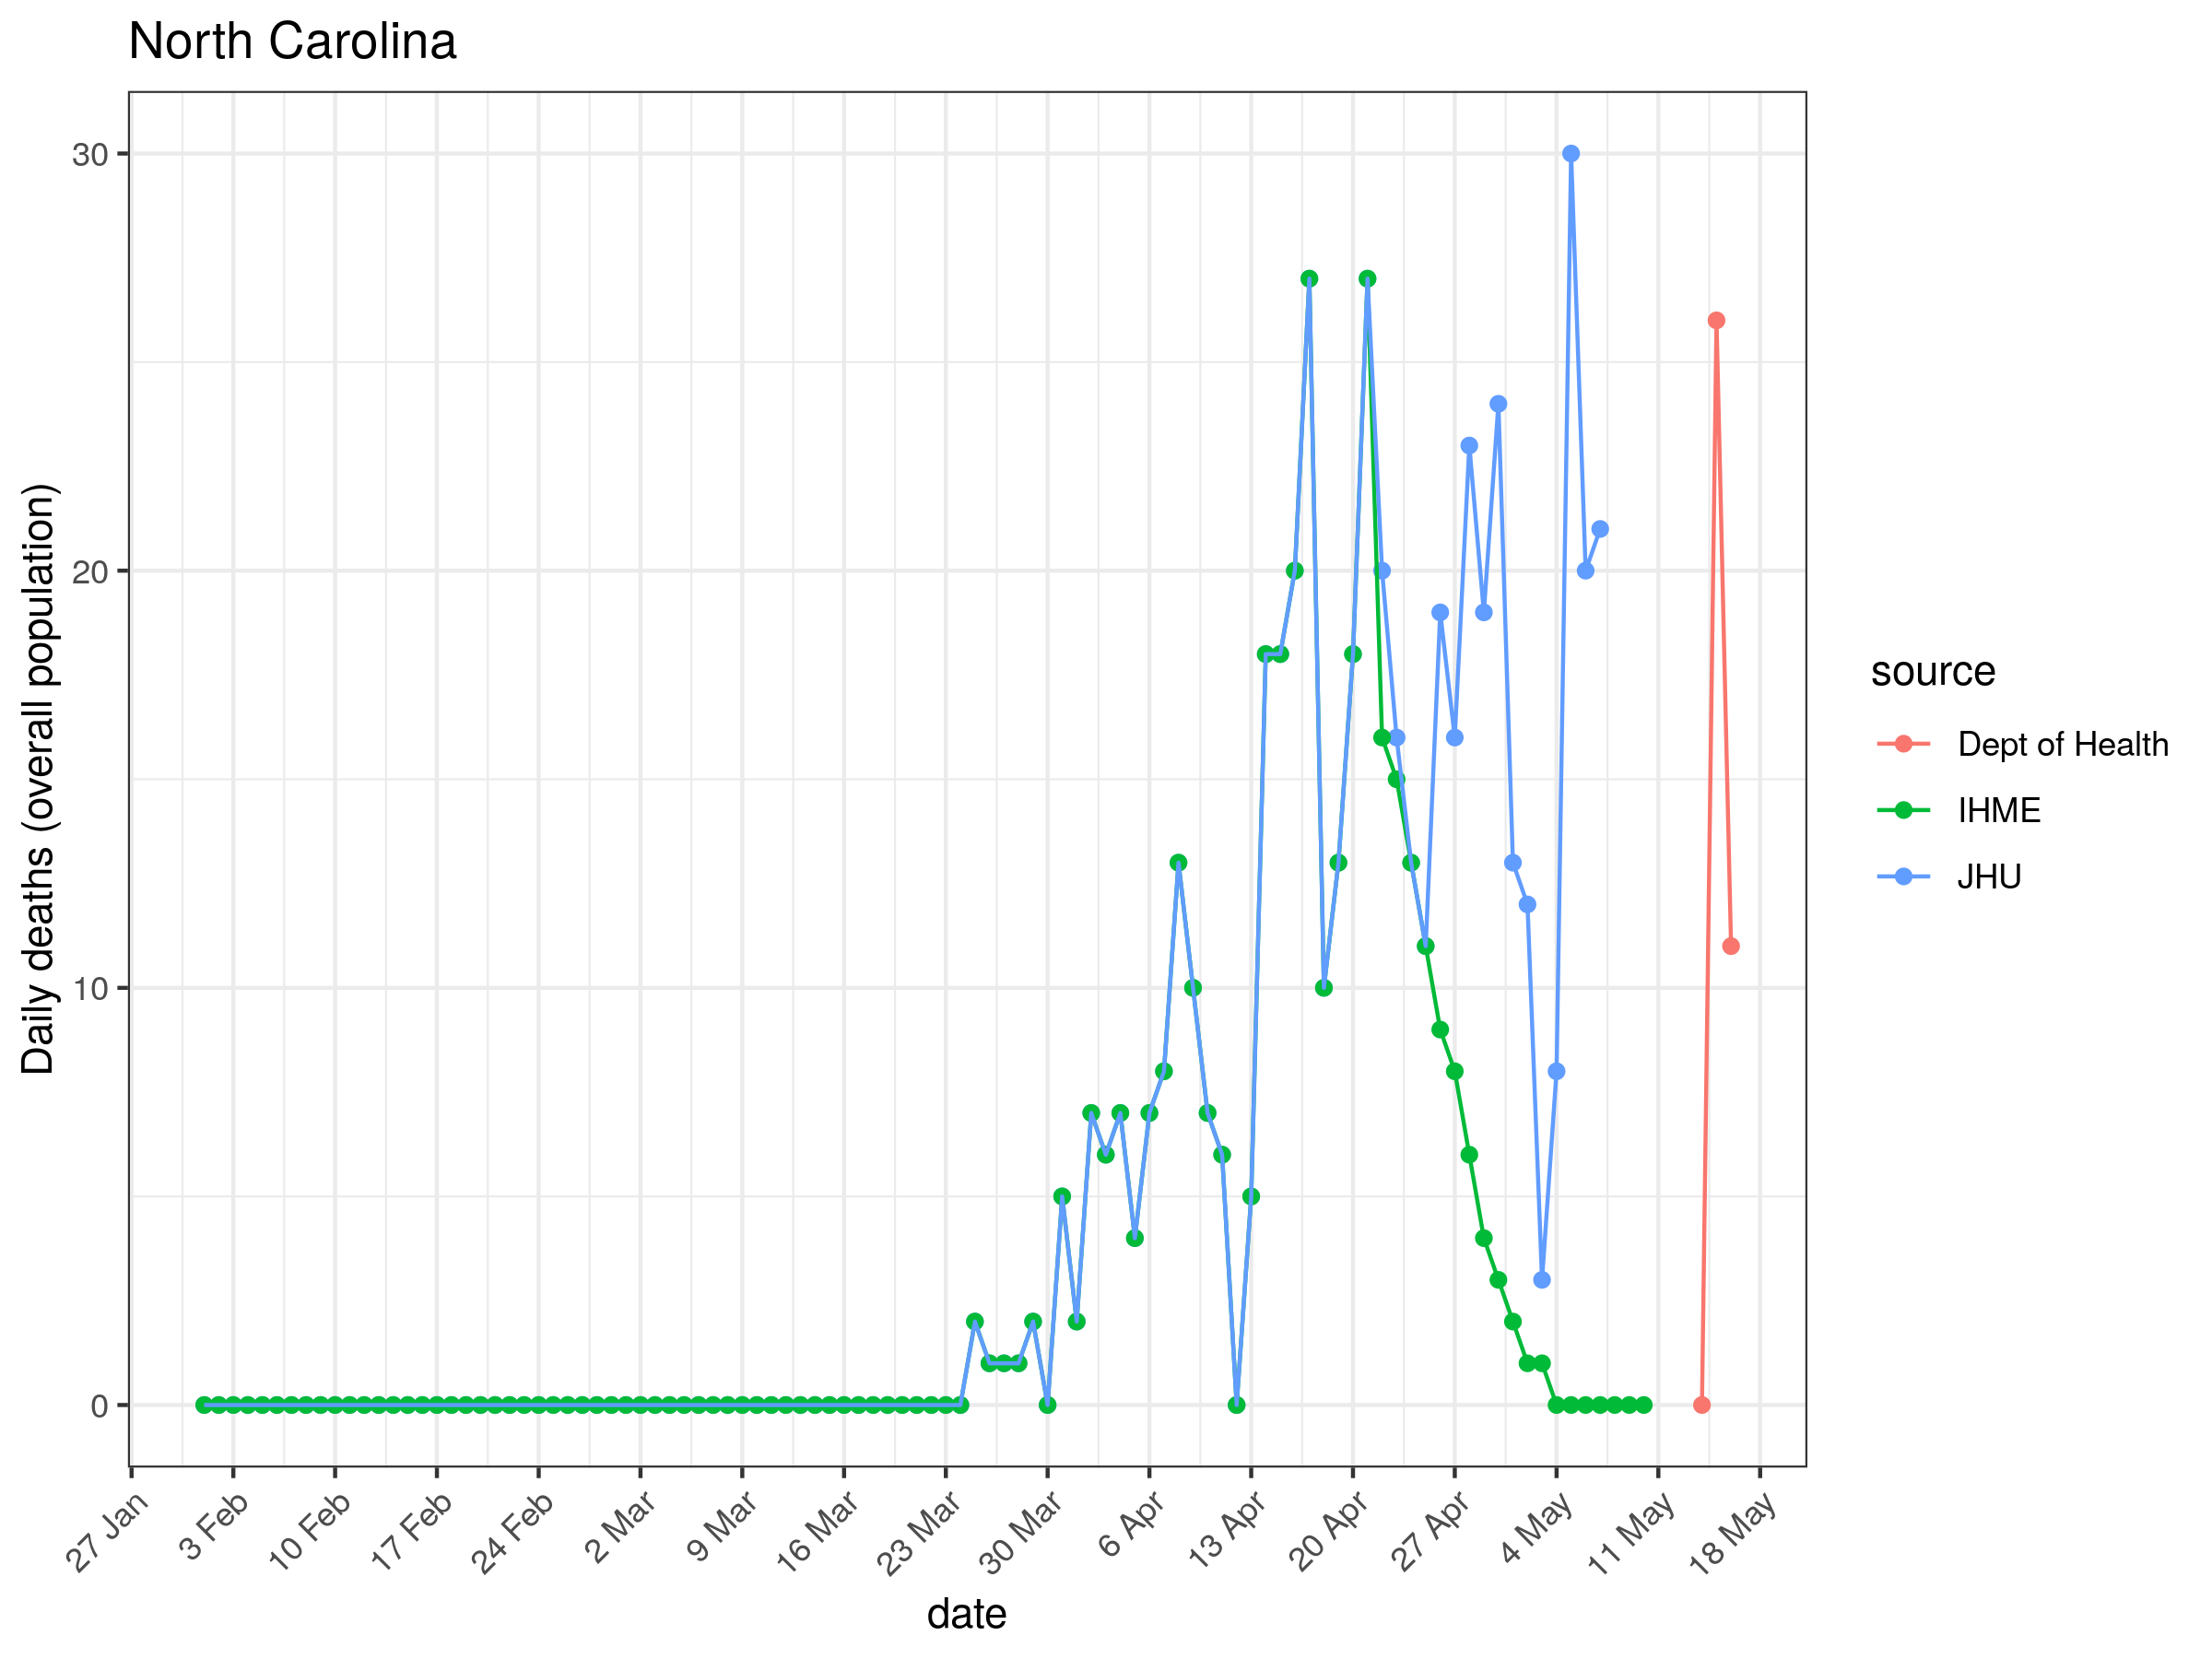 North Carolina
Daily deaths (overall population)
30
20
10
0
27 Jan
3 Feb
10 Feb
17 Feb
24 Feb
2 Mar
9 Mar
16 Mar
23 Mar
30 Mar
6 Apr
13 Apr
20 Apr
27 Apr
4 May
11 May
18 May
date
source
Dept of Health
IHME
JHU